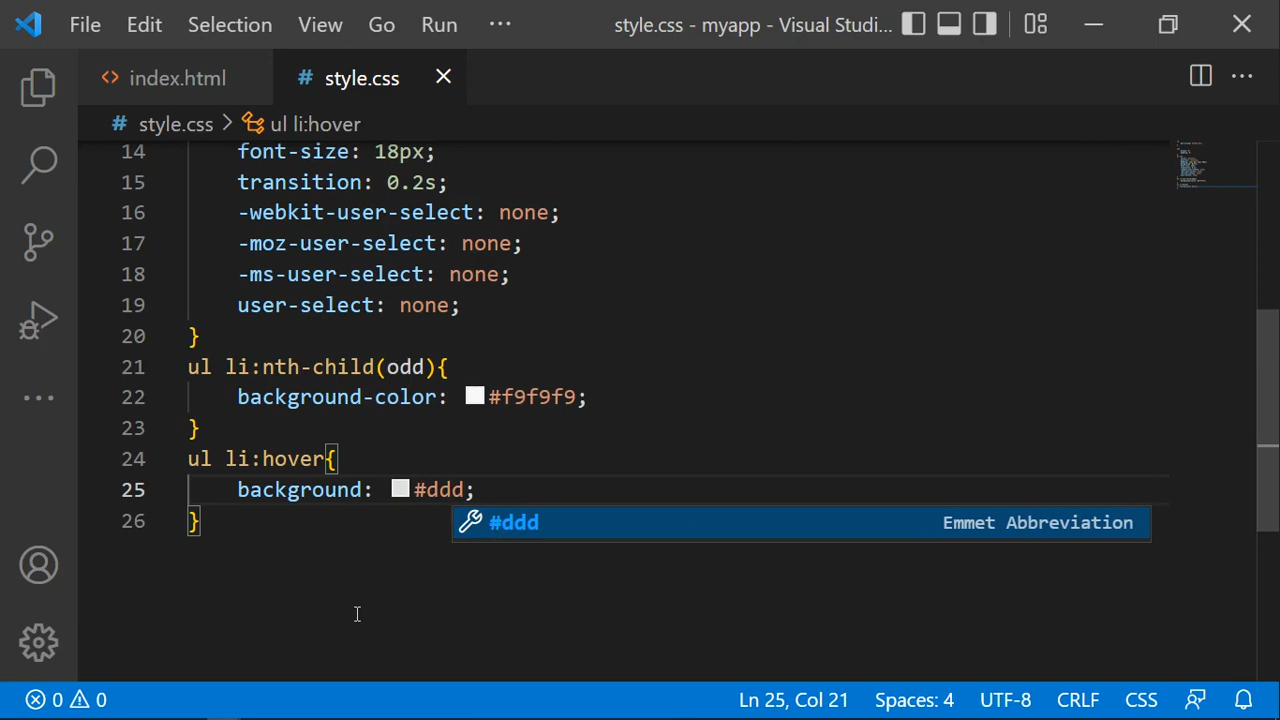 File Edit Selection View Go Run ··· style.css - myapp - Visual Studi...
index.html # style.css
# style.css > ul li:hover
14 font-size: 18px;
15 transition: 0.2s;
16 -webkit-user-select: none;
17 -moz-user-select: none;
18 -ms-user-select: none;
19 user-select: none;
20 }
21 ul li:nth-child(odd){
22 background-color: #f9f9f9;
23 }
24 ul li:hover{
25 background: #ddd;
26 }
#ddd Emmet Abbreviation
0 0 Ln 25, Col 21 Spaces: 4 UTF-8 CRLF CSS